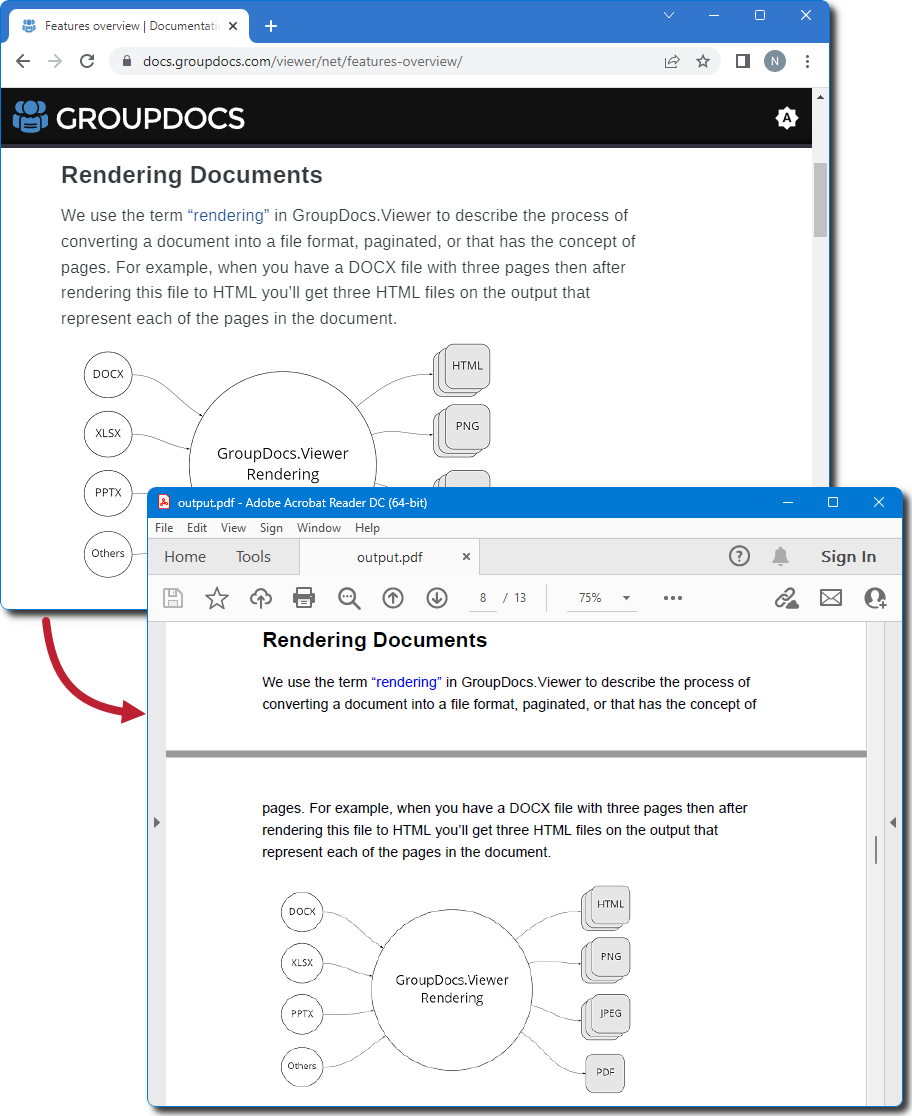 Features overview | Documentati
docs.groupdocs.com/viewer/net/features-overview/
N
GROUPDOCS
A
Rendering Documents
We use the term “rendering” in GroupDocs.Viewer to describe the process of
converting a document into a file format, paginated, or that has the concept of
pages. For example, when you have a DOCX file with three pages then after
rendering this file to HTML you’ll get three HTML files on the output that
represent each of the pages in the document.
DOCX
XLSX
PPTX
Others
GroupDocs.Viewer
Rendering
HTML
PNG
output.pdf - Adobe Acrobat Reader DC (64-bit)
File Edit View Sign Window Help
Home Tools output.pdf Sign In
8 / 13 75%
Rendering Documents
We use the term “rendering” in GroupDocs.Viewer to describe the process of
converting a document into a file format, paginated, or that has the concept of
pages. For example, when you have a DOCX file with three pages then after
rendering this file to HTML you’ll get three HTML files on the output that
represent each of the pages in the document.
DOCX
XLSX
PPTX
Others
GroupDocs.Viewer
Rendering
HTML
PNG
JPEG
PDF